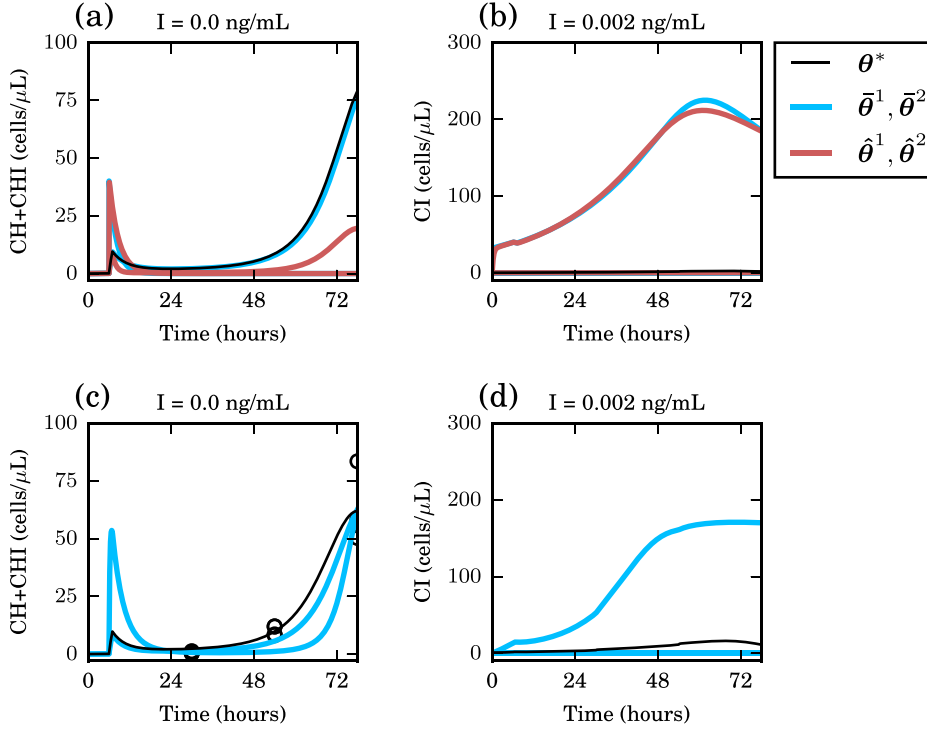 (a)
I = 0.0 ng/mL
CH+CHI (cells/μL)
100
75
50
25
0
0 24 48 72
Time (hours)
(b)
I = 0.002 ng/mL
CI (cells/μL)
300
200
100
0
0 24 48 72
Time (hours)
θ*
θ̄¹, θ̄²
θ̂¹, θ̂²
(c)
I = 0.0 ng/mL
CH+CHI (cells/μL)
100
75
50
25
0
0 24 48 72
Time (hours)
(d)
I = 0.002 ng/mL
CI (cells/μL)
300
200
100
0
0 24 48 72
Time (hours)